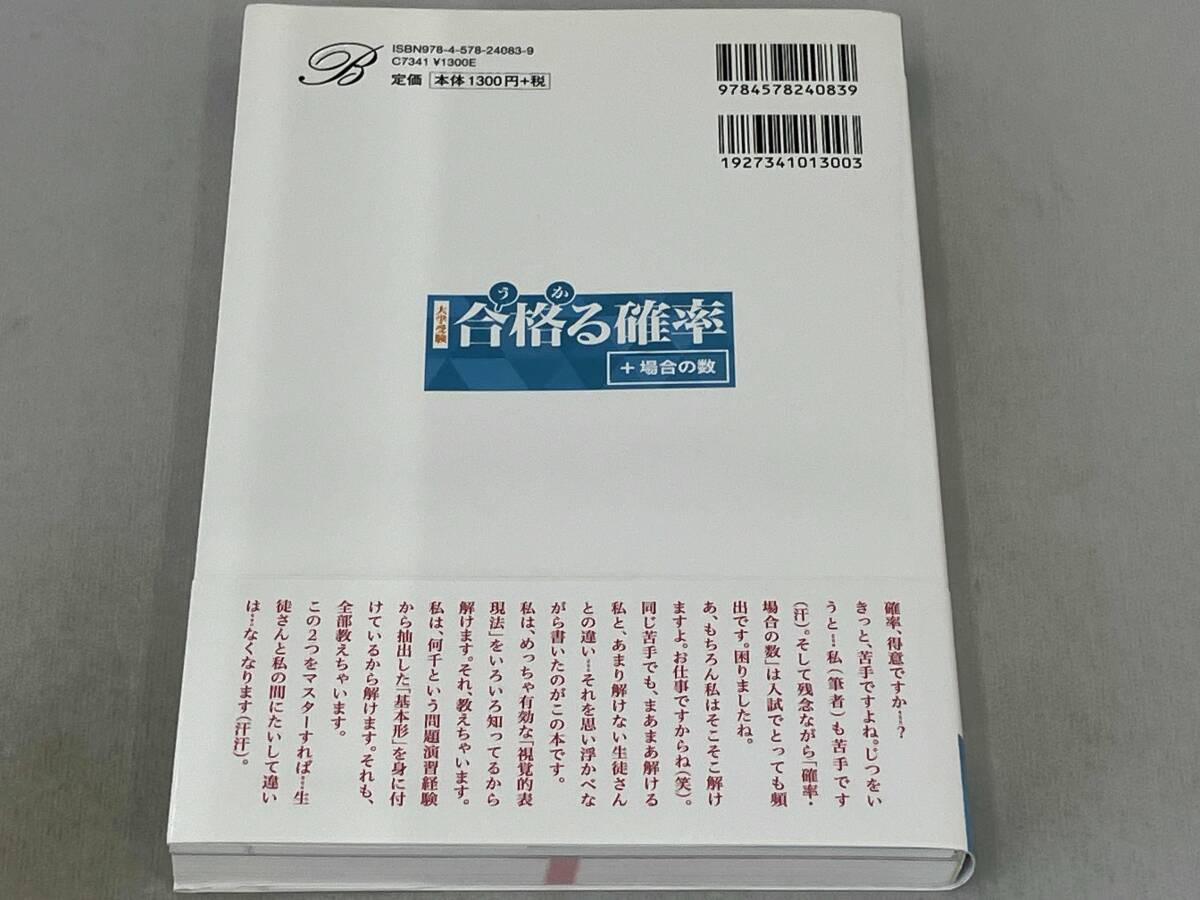 B
ISBN978-4-578-24083-9
C7341 ¥1300E
定価 本体1300円+税
9784578240839
1927341013003
大学受験
うか
合格る確率
+場合の数
確率、得意ですか…?
きっと、苦手ですよね。じつをい
うと…私(筆者)も苦手です
(汗)。そして残念ながら「確率・
場合の数」は入試でとっても頻
出です。困りましたね。
あ、もちろん私はそこそこ解け
ますよ。お仕事ですからね(笑)。
同じ苦手でも、まあまあ解ける
私と、あまり解けない生徒さん
との違い…それを思い浮かべな
がら書いたのがこの本です。
私は、めっちゃ有効な「視覚的表
現法」をいろいろ知ってるから
解けます。それ、教えちゃいます。
私は、何千という問題演習経験
から抽出した「基本形」を身に付
けているから解けます。それも、
全部教えちゃいます。
この2つをマスターすれば…生
徒さんと私の間にたいして違い
は…なくなります(汗汗)。